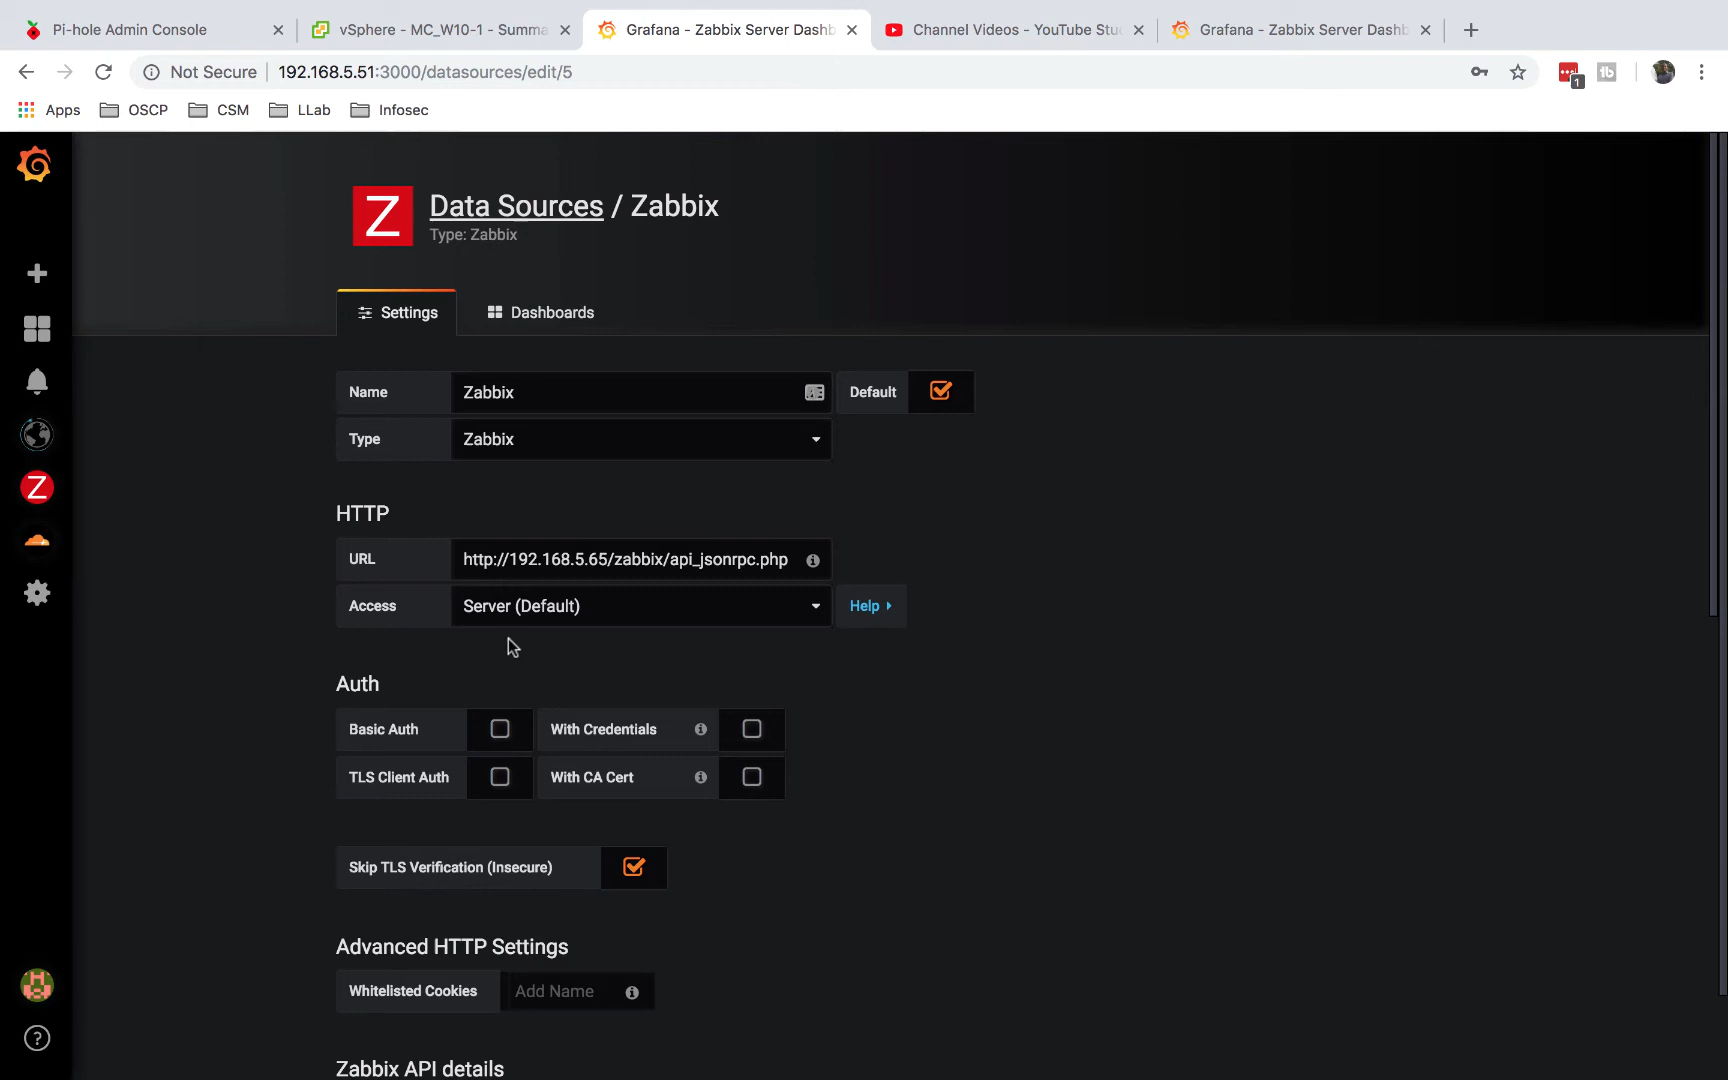 Pi-hole Admin Console
vSphere - MC_W10-1 - Summa
Grafana - Zabbix Server Dashb
Channel Videos - YouTube Stu
Grafana - Zabbix Server Dashb
Not Secure
192.168.5.51:3000/datasources/edit/5
1
Apps
OSCP
CSM
LLab
Infosec
Z
Data Sources / Zabbix
Type: Zabbix
Settings
Dashboards
Name
Zabbix
Default
Type
Zabbix
Z
HTTP
URL
http://192.168.5.65/zabbix/api_jsonrpc.php
Access
Server (Default)
Help
Auth
Basic Auth
With Credentials
TLS Client Auth
With CA Cert
Skip TLS Verification (Insecure)
Advanced HTTP Settings
Whitelisted Cookies
Add Name
Zabbix API details